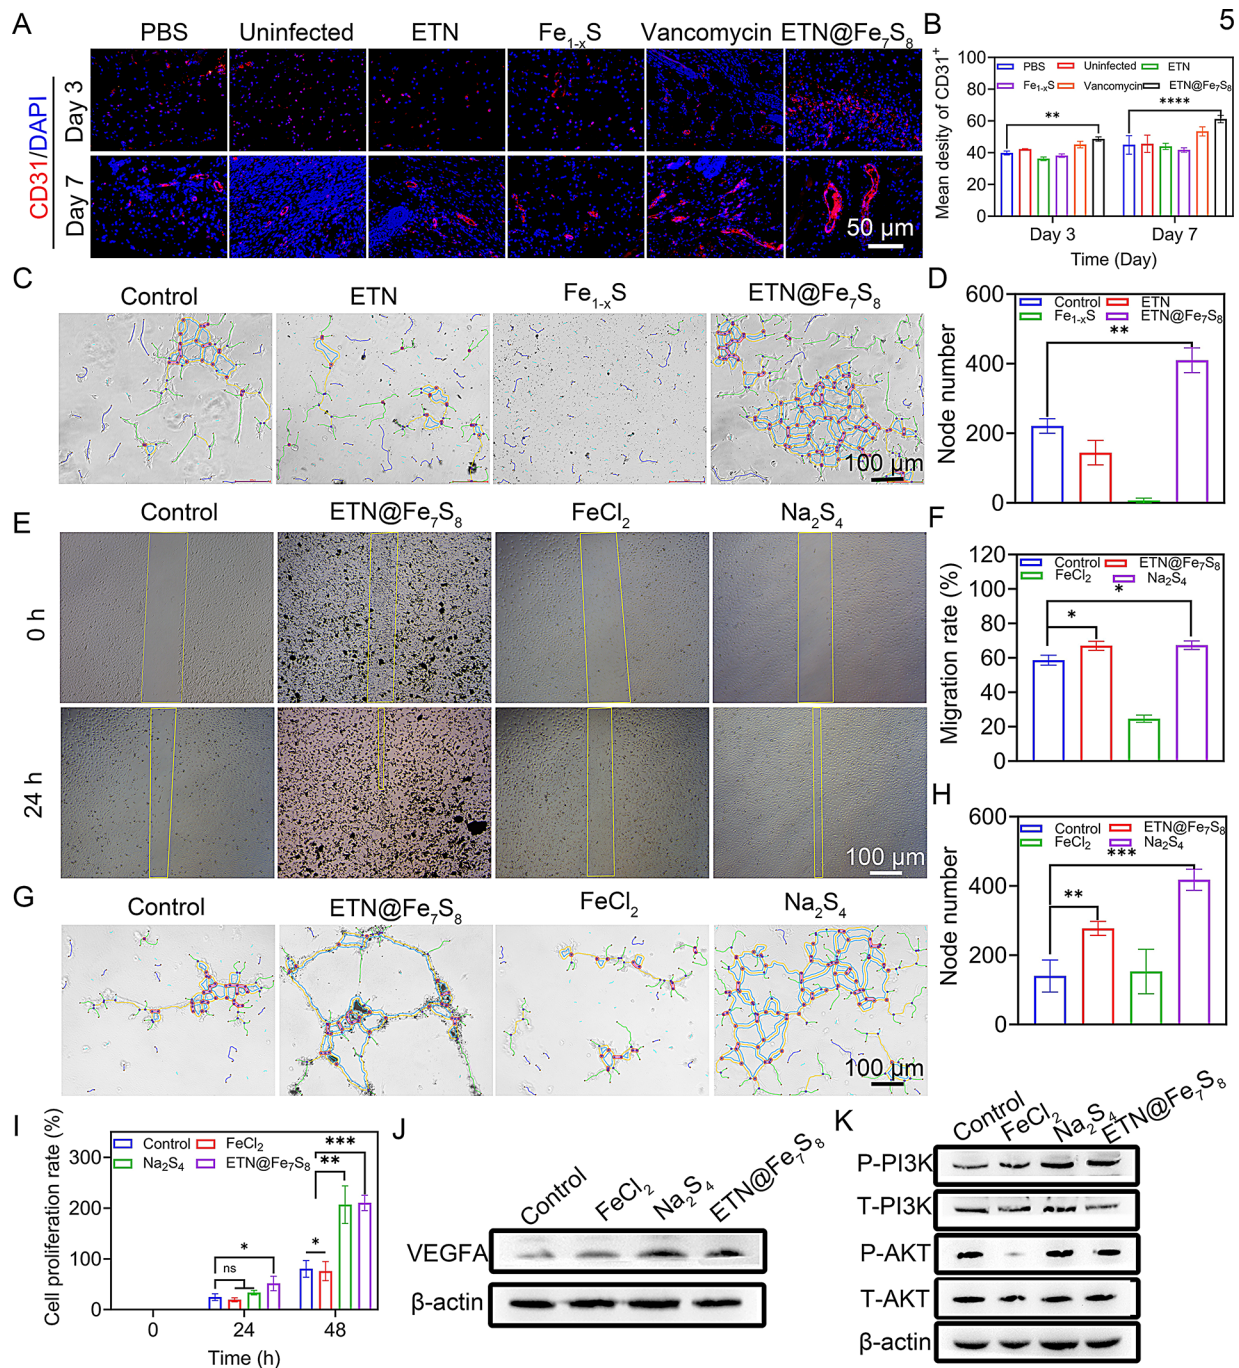 5
A
PBS Uninfected ETN Fe1-xS Vancomycin ETN@Fe7S8
CD31/DAPI
Day 3
Day 7
50 μm
B
Mean desity of CD31+
100
80
60
40
20
0
PBS Uninfected ETN
Fe1-xS Vancomycin ETN@Fe7S8
** ****
Day 3 Day 7
Time (Day)
C
Control ETN Fe1-xS ETN@Fe7S8
100 μm
D
Node number
600
400
200
0
Control ETN
Fe1-xS ETN@Fe7S8
**
E
Control ETN@Fe7S8 FeCl2 Na2S4
0 h
24 h
100 μm
F
Migration rate (%)
120
100
80
60
40
20
0
Control ETN@Fe7S8
FeCl2 Na2S4
* *
G
Control ETN@Fe7S8 FeCl2 Na2S4
100 μm
H
Node number
600
400
200
0
Control ETN@Fe7S8
FeCl2 Na2S4
***
**
I
Cell proliferation rate (%)
300
200
100
0
Control FeCl2
Na2S4 ETN@Fe7S8
ns * * ** ***
0 24 48
Time (h)
J
Control FeCl2 Na2S4 ETN@Fe7S8
VEGFA
β-actin
K
Control FeCl2 Na2S4 ETN@Fe7S8
P-PI3K
T-PI3K
P-AKT
T-AKT
β-actin